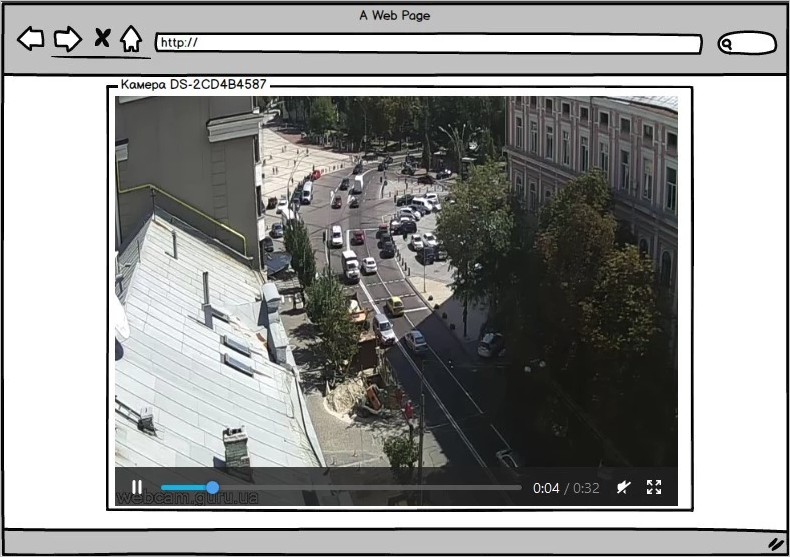 A Web Page
http://
Камера DS-2CD4B4587
0:04 / 0:32
webcam.guru.ua